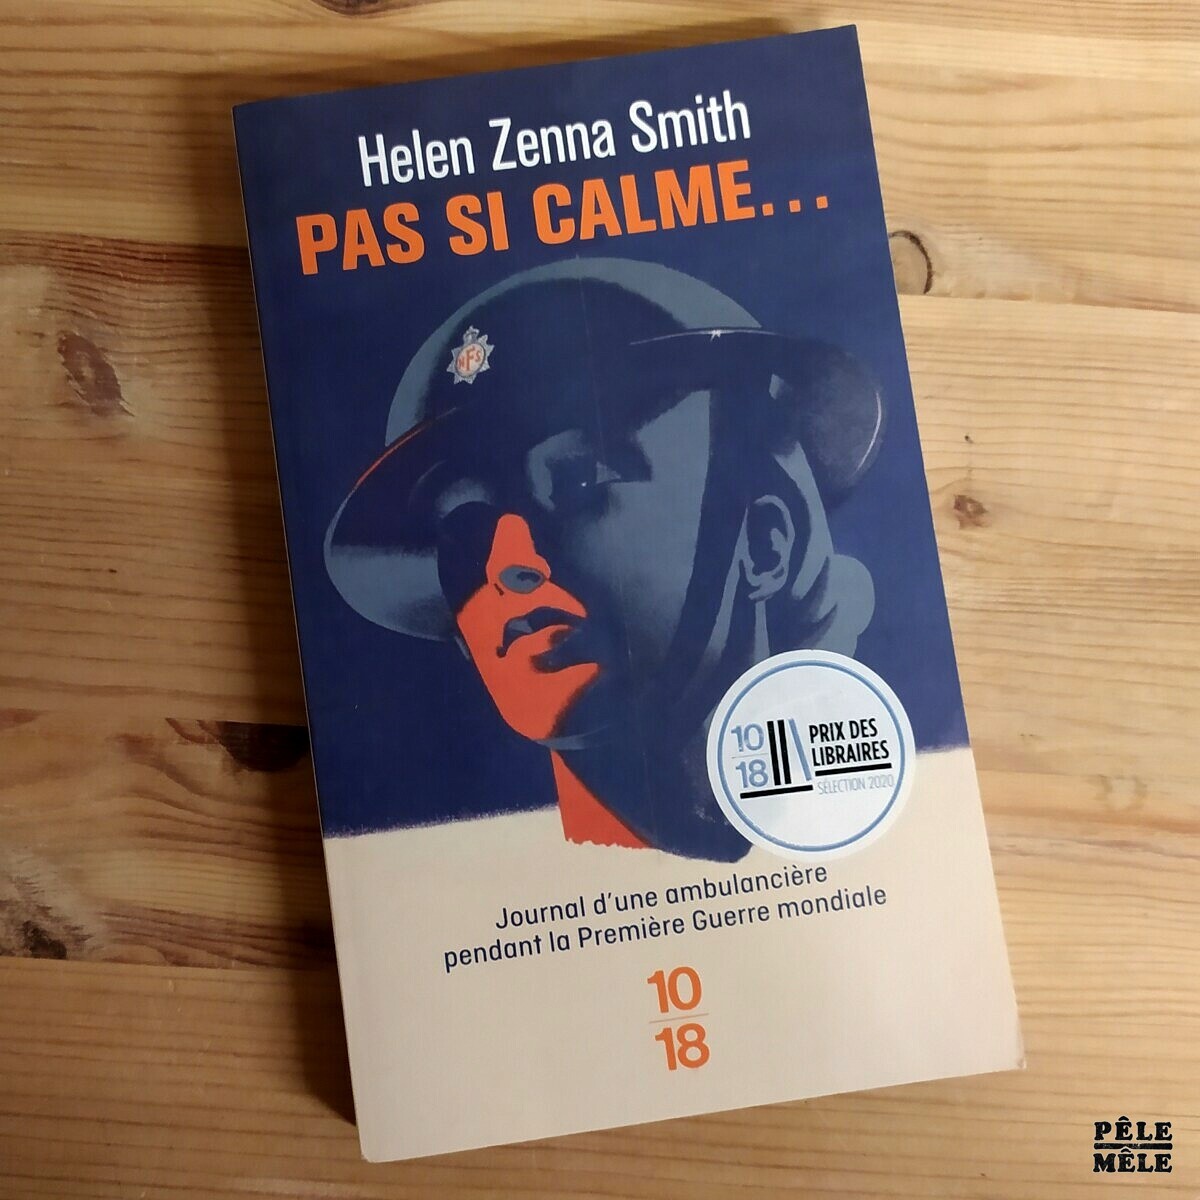 Helen Zenna Smith
PAS SI CALME...
NFS
10
18
PRIX DES
LIBRAIRES
SÉLECTION 2020
Journal d'une ambulancière
pendant la Première Guerre mondiale
10
18
PÊLE
MÊLE